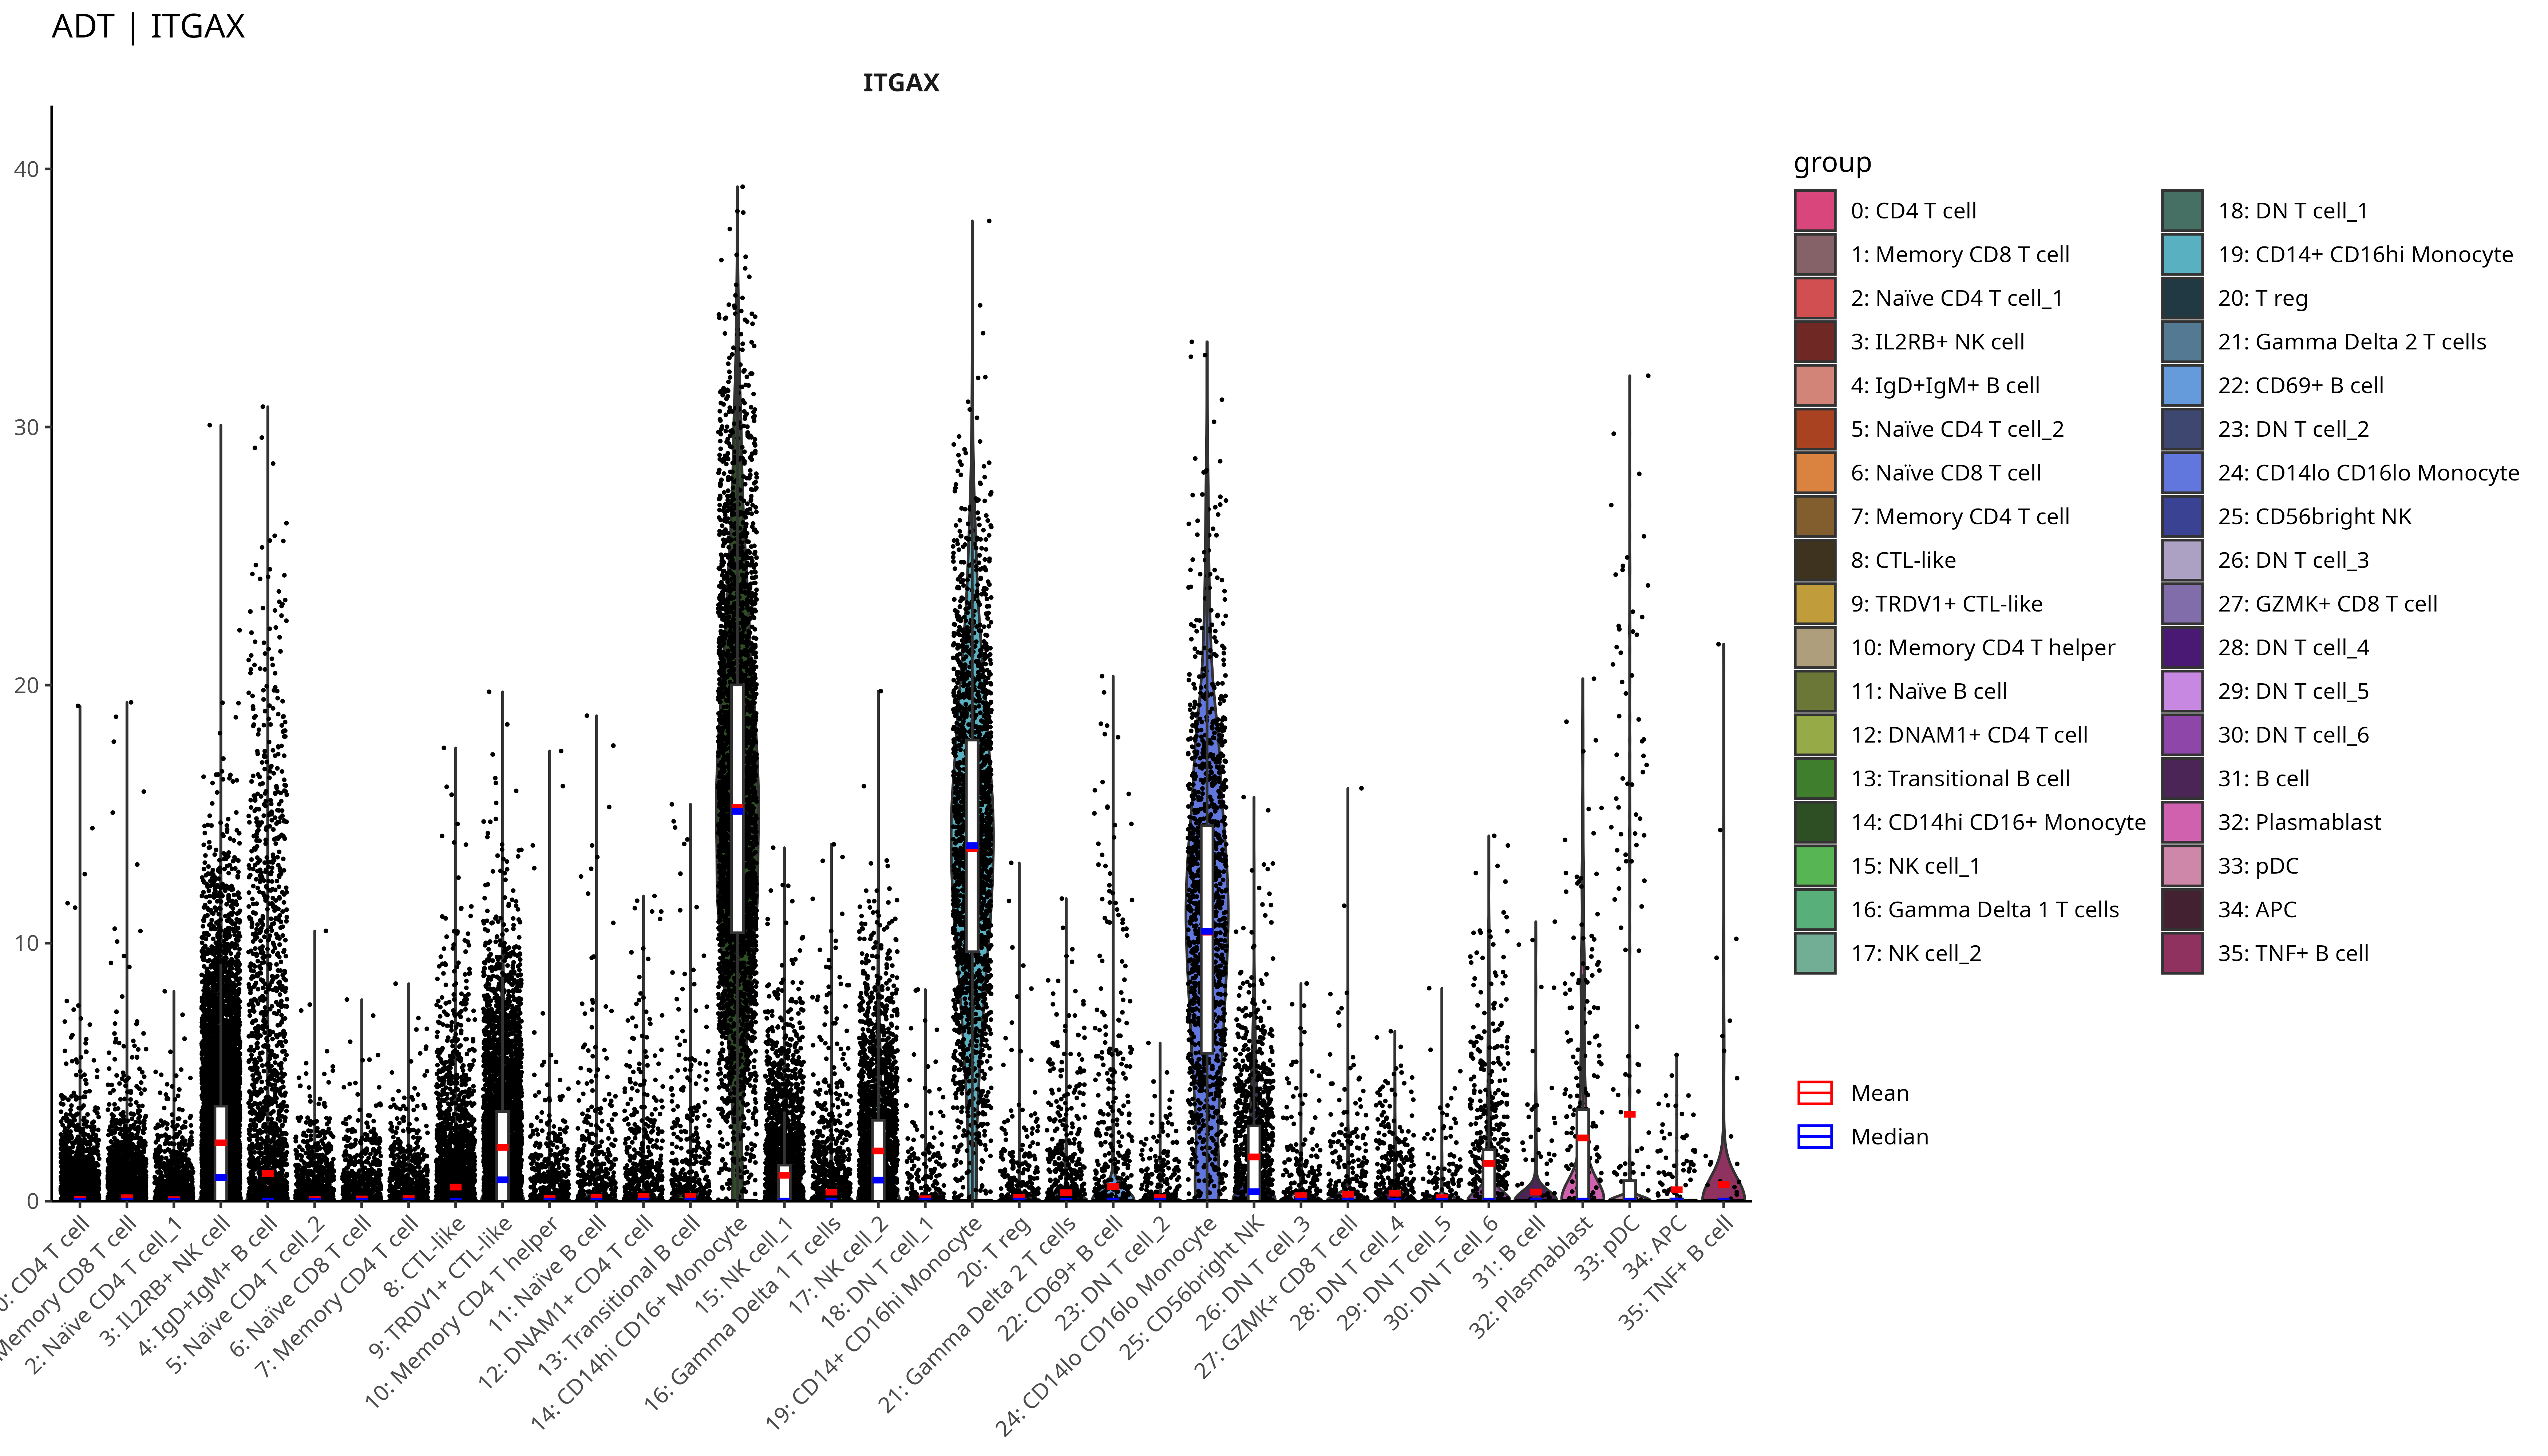 ADT | ITGAX
ITGAX
40
30
20
10
0
0: CD4 T cell
Memory CD8 T cell
2: Naïve CD4 T cell_1
3: IL2RB+ NK cell
4: IgD+IgM+ B cell
5: Naïve CD4 T cell_2
6: Naïve CD8 T cell
7: Memory CD4 T cell
8: CTL-like
9: TRDV1+ CTL-like
10: Memory CD4 T helper
11: Naïve B cell
12: DNAM1+ CD4 T cell
13: Transitional B cell
14: CD14hi CD16+ Monocyte
15: NK cell_1
16: Gamma Delta 1 T cells
17: NK cell_2
18: DN T cell_1
19: CD14+ CD16hi Monocyte
20: T reg
21: Gamma Delta 2 T cells
22: CD69+ B cell
23: DN T cell_2
24: CD14lo CD16lo Monocyte
25: CD56bright NK
26: DN T cell_3
27: GZMK+ CD8 T cell
28: DN T cell_4
29: DN T cell_5
30: DN T cell_6
31: B cell
32: Plasmablast
33: pDC
34: APC
35: TNF+ B cell
group
0: CD4 T cell
1: Memory CD8 T cell
2: Naïve CD4 T cell_1
3: IL2RB+ NK cell
4: IgD+IgM+ B cell
5: Naïve CD4 T cell_2
6: Naïve CD8 T cell
7: Memory CD4 T cell
8: CTL-like
9: TRDV1+ CTL-like
10: Memory CD4 T helper
11: Naïve B cell
12: DNAM1+ CD4 T cell
13: Transitional B cell
14: CD14hi CD16+ Monocyte
15: NK cell_1
16: Gamma Delta 1 T cells
17: NK cell_2
18: DN T cell_1
19: CD14+ CD16hi Monocyte
20: T reg
21: Gamma Delta 2 T cells
22: CD69+ B cell
23: DN T cell_2
24: CD14lo CD16lo Monocyte
25: CD56bright NK
26: DN T cell_3
27: GZMK+ CD8 T cell
28: DN T cell_4
29: DN T cell_5
30: DN T cell_6
31: B cell
32: Plasmablast
33: pDC
34: APC
35: TNF+ B cell
Mean
Median